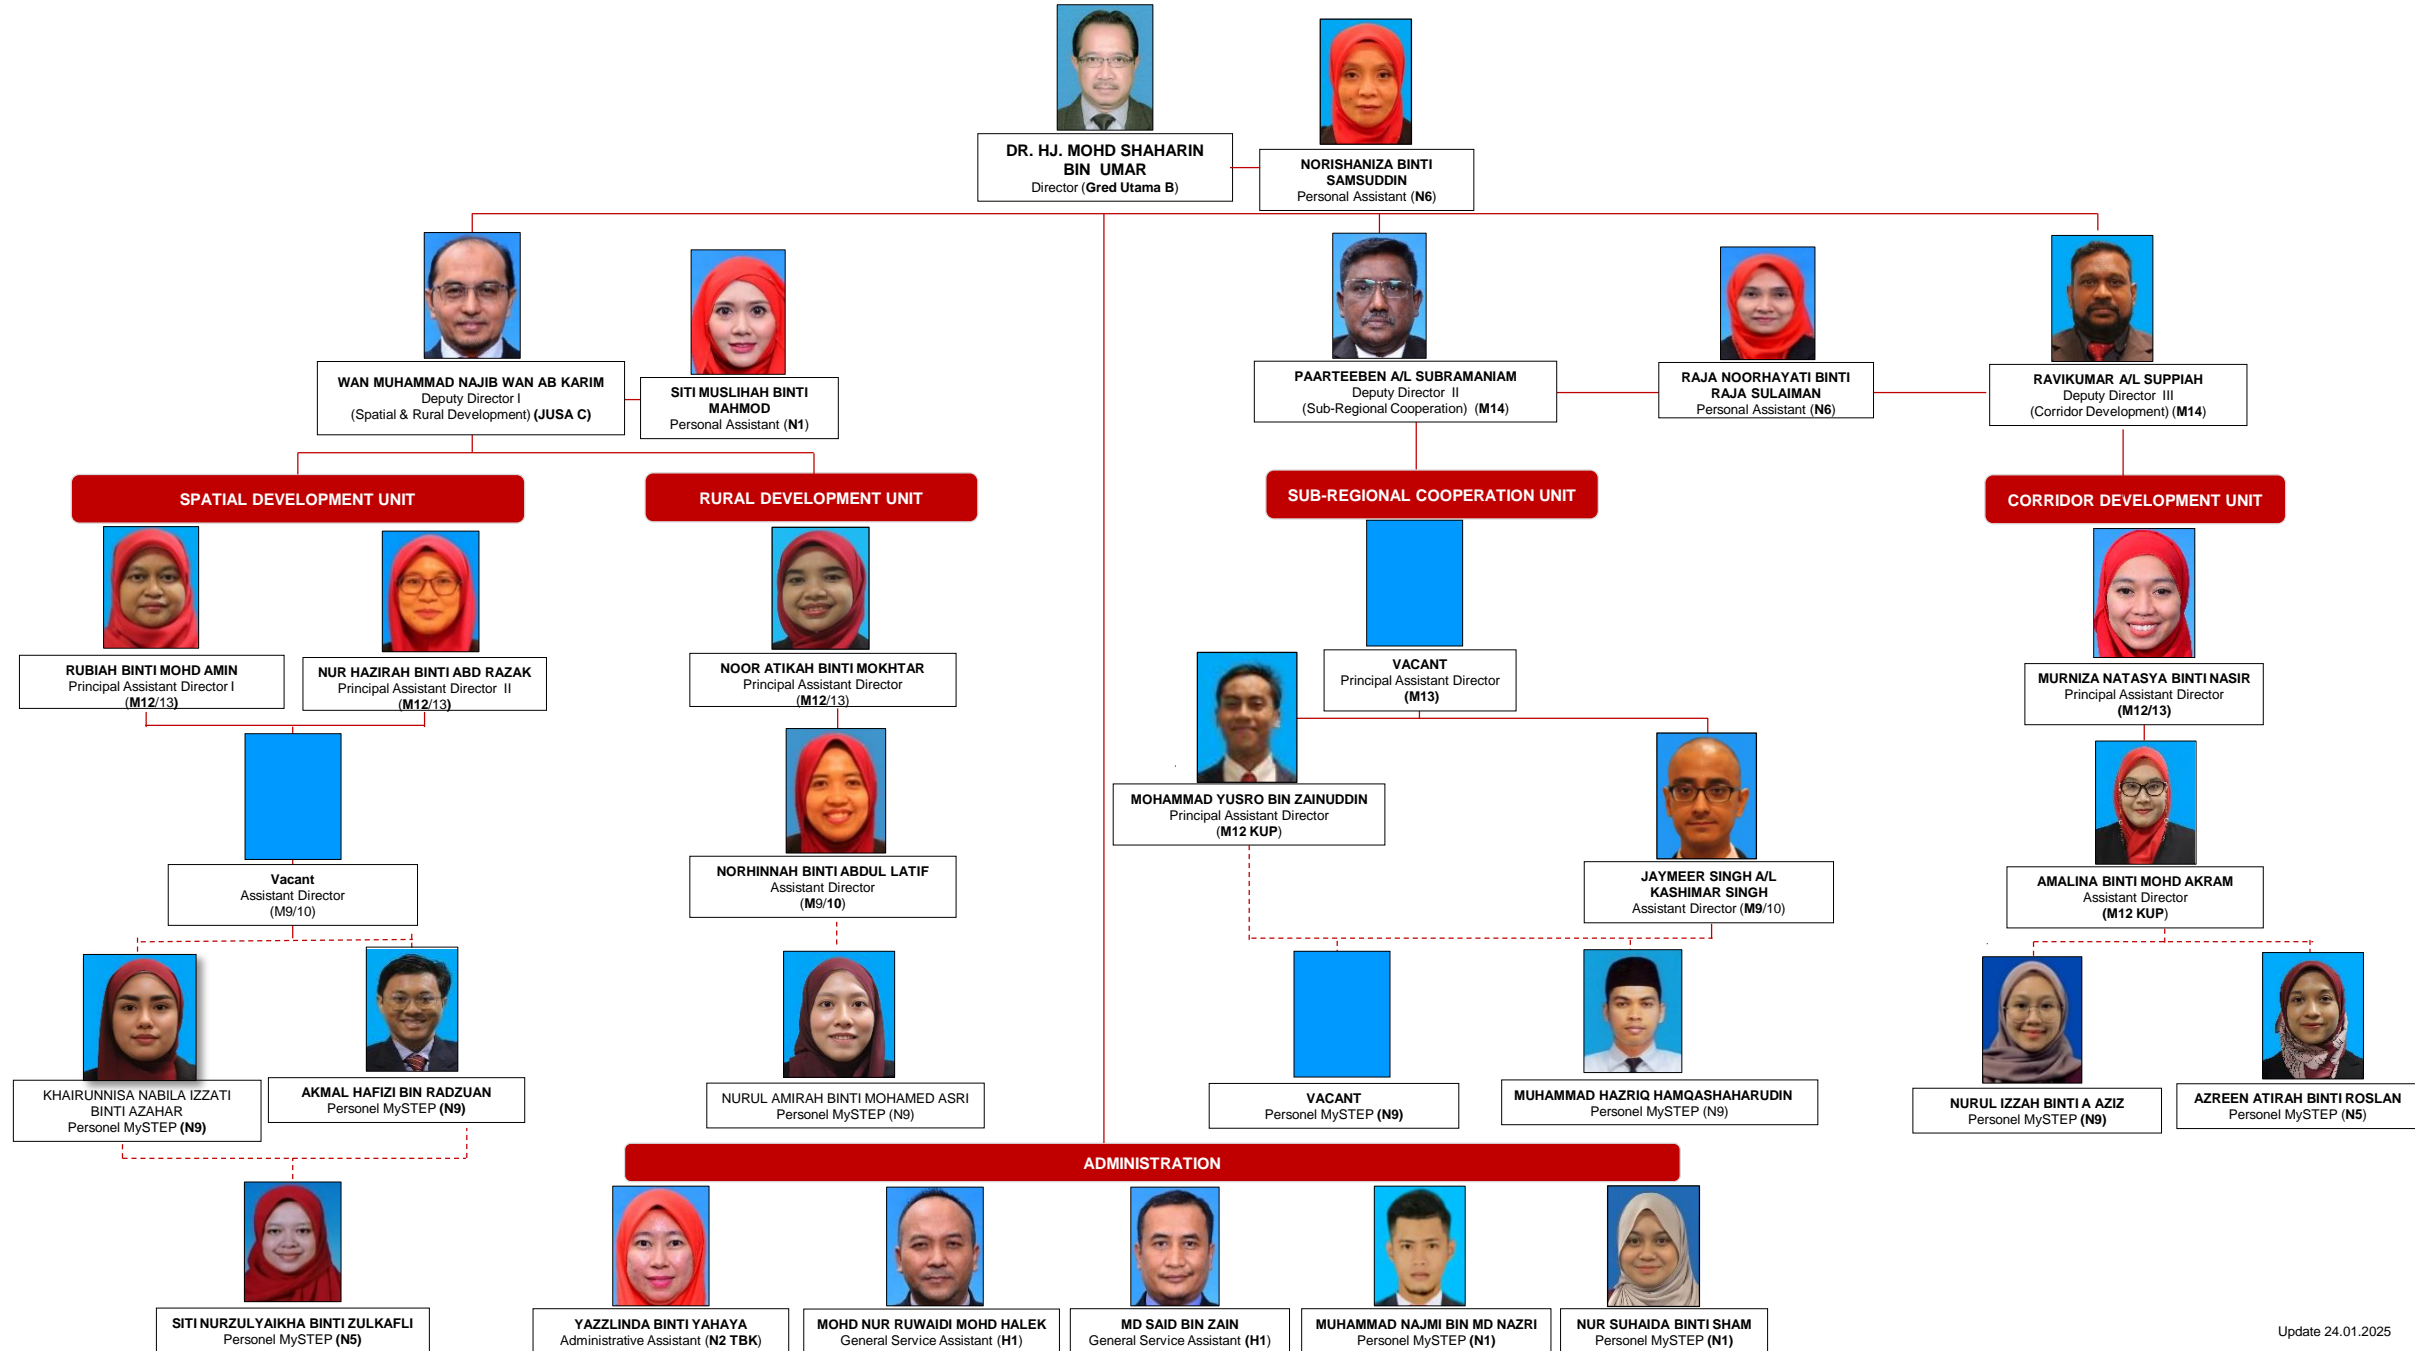 DR. HJ. MOHD SHAHARIN
BIN UMAR
Director (Gred Utama B)
NORISHANIZA BINTI
SAMSUDDIN
Personal Assistant (N6)
WAN MUHAMMAD NAJIB WAN AB KARIM
Deputy Director I
(Spatial & Rural Development) (JUSA C)
SITI MUSLIHAH BINTI
MAHMOD
Personal Assistant (N1)
PAARTEEBEN A/L SUBRAMANIAM
Deputy Director II
(Sub-Regional Cooperation) (M14)
RAJA NOORHAYATI BINTI
RAJA SULAIMAN
Personal Assistant (N6)
RAVIKUMAR A/L SUPPIAH
Deputy Director III
(Corridor Development) (M14)
SPATIAL DEVELOPMENT UNIT
RURAL DEVELOPMENT UNIT
SUB-REGIONAL COOPERATION UNIT
CORRIDOR DEVELOPMENT UNIT
RUBIAH BINTI MOHD AMIN
Principal Assistant Director I
(M12/13)
NUR HAZIRAH BINTI ABD RAZAK
Principal Assistant Director II
(M12/13)
NOOR ATIKAH BINTI MOKHTAR
Principal Assistant Director
(M12/13)
VACANT
Principal Assistant Director
(M13)
MURNIZA NATASYA BINTI NASIR
Principal Assistant Director
(M12/13)
MOHAMMAD YUSRO BIN ZAINUDDIN
Principal Assistant Director
(M12 KUP)
Vacant
Assistant Director
(M9/10)
NORHINNAH BINTI ABDUL LATIF
Assistant Director
(M9/10)
JAYMEER SINGH A/L
KASHIMAR SINGH
Assistant Director (M9/10)
AMALINA BINTI MOHD AKRAM
Assistant Director
(M12 KUP)
KHAIRUNNISA NABILA IZZATI
BINTI AZAHAR
Personel MySTEP (N9)
AKMAL HAFIZI BIN RADZUAN
Personel MySTEP (N9)
NURUL AMIRAH BINTI MOHAMED ASRI
Personel MySTEP (N9)
VACANT
Personel MySTEP (N9)
MUHAMMAD HAZRIQ HAMQASHAHARUDIN
Personel MySTEP (N9)
NURUL IZZAH BINTI A AZIZ
Personel MySTEP (N9)
AZREEN ATIRAH BINTI ROSLAN
Personel MySTEP (N5)
ADMINISTRATION
SITI NURZULYAIKHA BINTI ZULKAFLI
Personel MySTEP (N5)
YAZZLINDA BINTI YAHAYA
Administrative Assistant (N2 TBK)
MOHD NUR RUWAIDI MOHD HALEK
General Service Assistant (H1)
MD SAID BIN ZAIN
General Service Assistant (H1)
MUHAMMAD NAJMI BIN MD NAZRI
Personel MySTEP (N1)
NUR SUHAIDA BINTI SHAM
Personel MySTEP (N1)
Update 24.01.2025